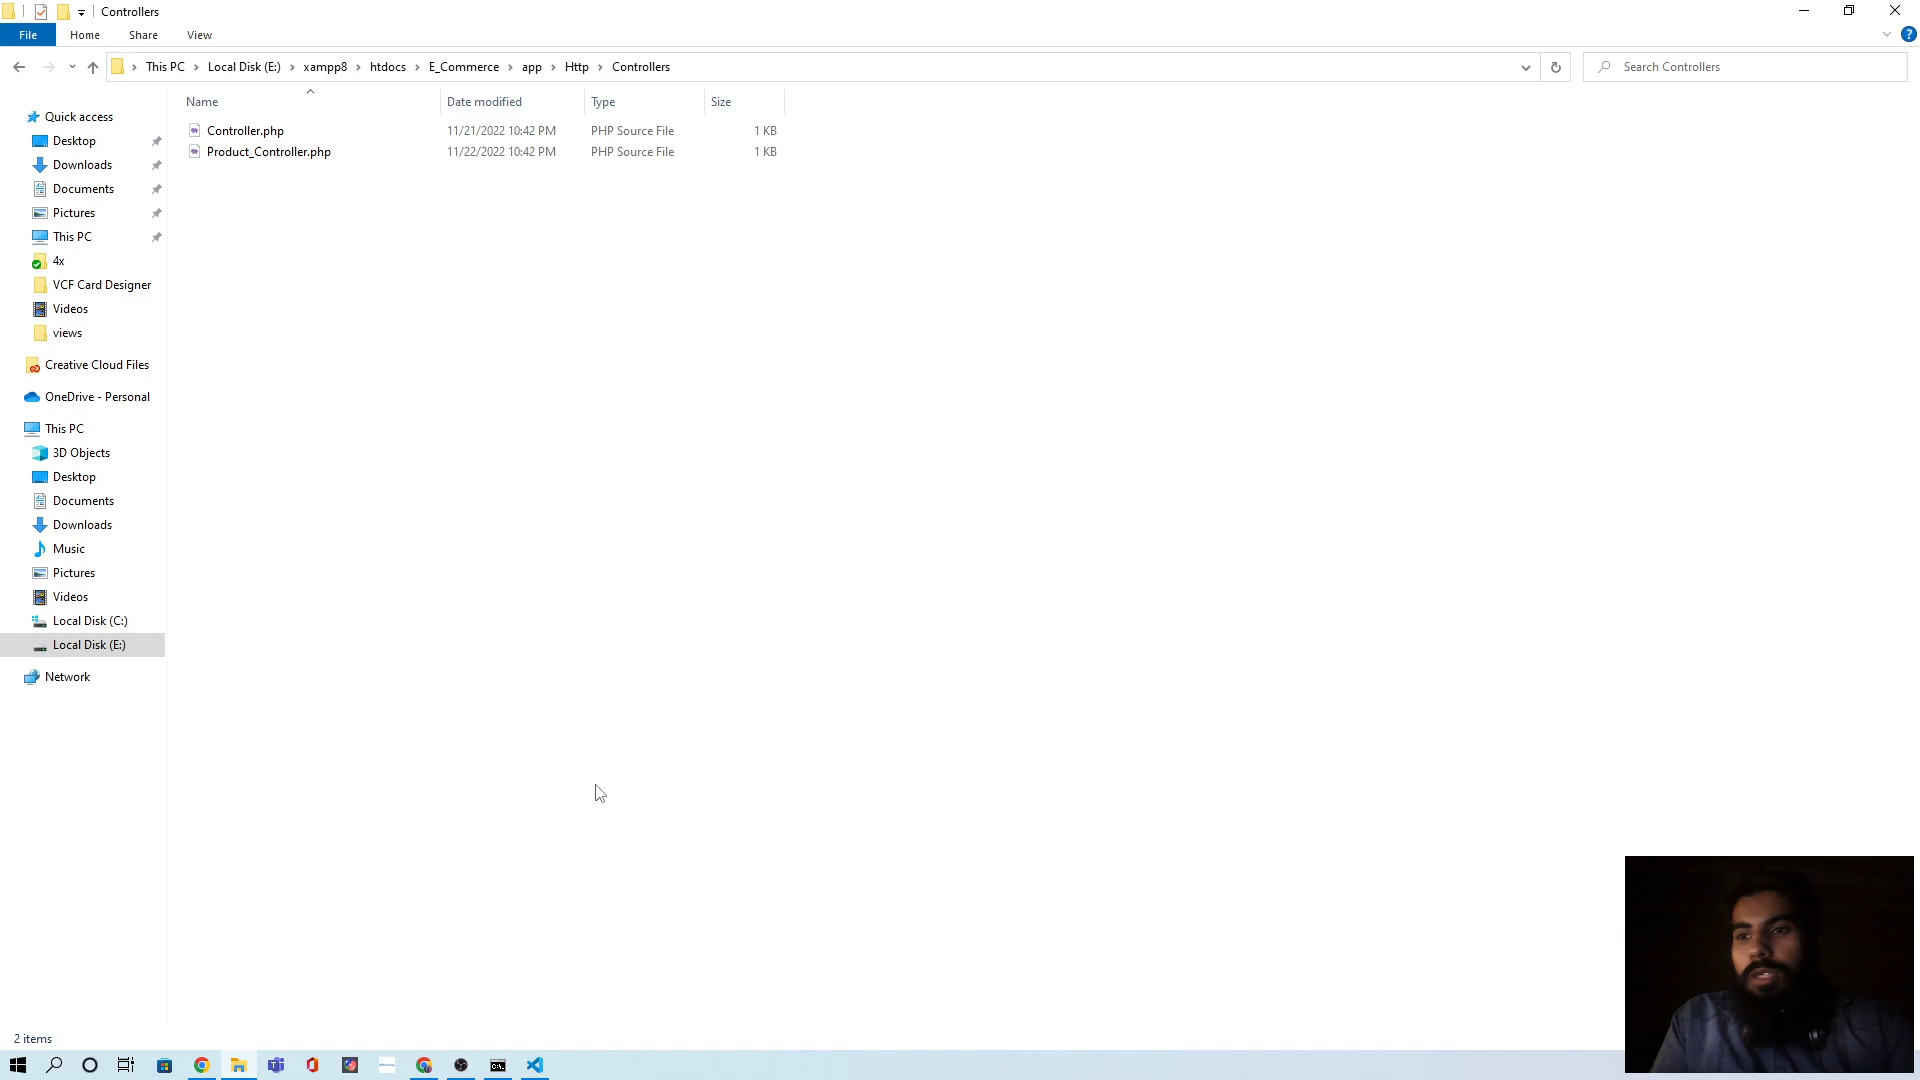 Controllers
File Home Share View
This PC Local Disk (E:) xampp8 htdocs E_Commerce app Http Controllers
Search Controllers
Name Date modified Type Size
Controller.php 11/21/2022 10:42 PM PHP Source File 1 KB
Product_Controller.php 11/22/2022 10:42 PM PHP Source File 1 KB
Quick access
Desktop
Downloads
Documents
Pictures
This PC
4x
VCF Card Designer
Videos
views
Creative Cloud Files
OneDrive - Personal
This PC
3D Objects
Desktop
Documents
Downloads
Music
Pictures
Videos
Local Disk (C:)
Local Disk (E:)
Network
2 items